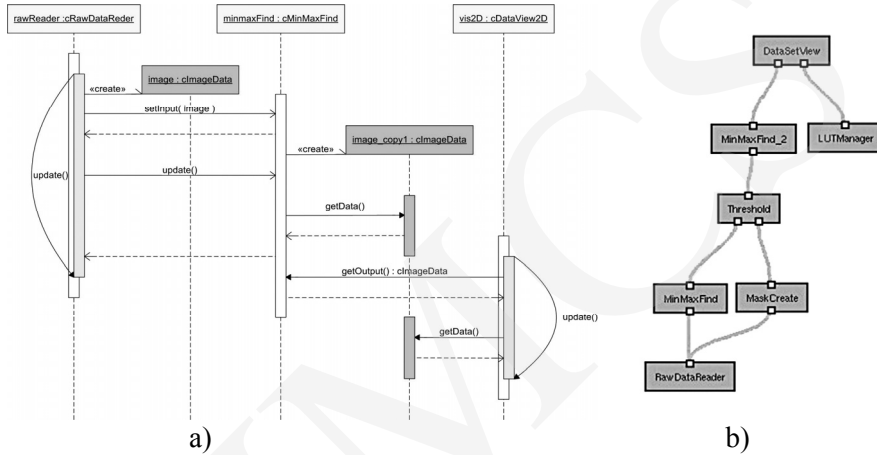 rawReader :cRawDataReder
minmaxFind : cMinMaxFind
vis2D : cDataView2D
image : cImageData
«create»
setInput( image )
image_copy1 : cImageData
«create»
update()
update()
getData()
getOutput() : cImageData
getData()
update()
a)
DataSetView
MinMaxFind_2
LUTManager
Threshold
MinMaxFind
MaskCreate
RawDataReader
b)